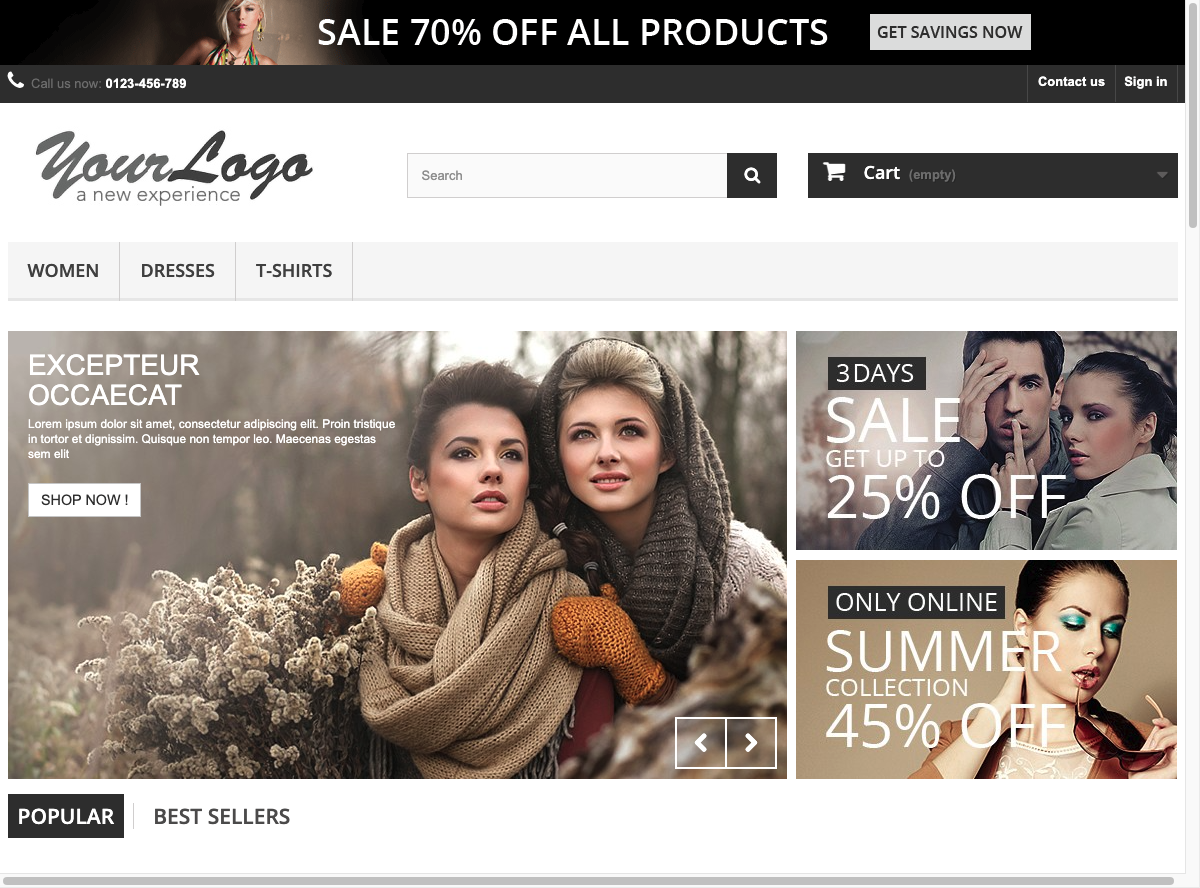 SALE 70% OFF ALL PRODUCTS
GET SAVINGS NOW
Call us now: 0123-456-789
Contact us
Sign in
YourLogo
a new experience
Search
Cart (empty)
WOMEN
DRESSES
T-SHIRTS
EXCEPTEUR
OCCAECAT
Lorem ipsum dolor sit amet, consectetur adipiscing elit. Proin tristique
in tortor et dignissim. Quisque non tempor leo. Maecenas egestas
sem elit
SHOP NOW !
3 DAYS
SALE
GET UP TO
25% OFF
ONLY ONLINE
SUMMER
COLLECTION
45% OFF
POPULAR
BEST SELLERS